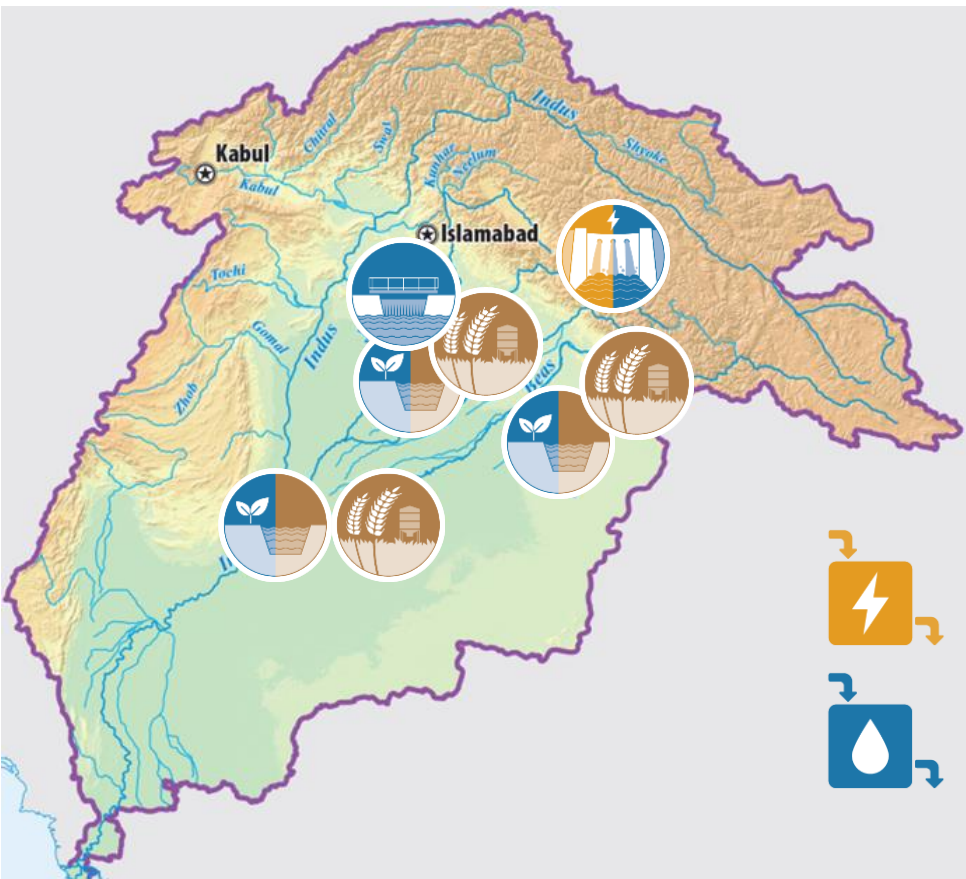 Indus
Chitral
Swat
Shyoke
Kabul
Kunhar
Neelum
Kabul
Islamabad
Tochi
Indus
Gomal
Beas
Zhob